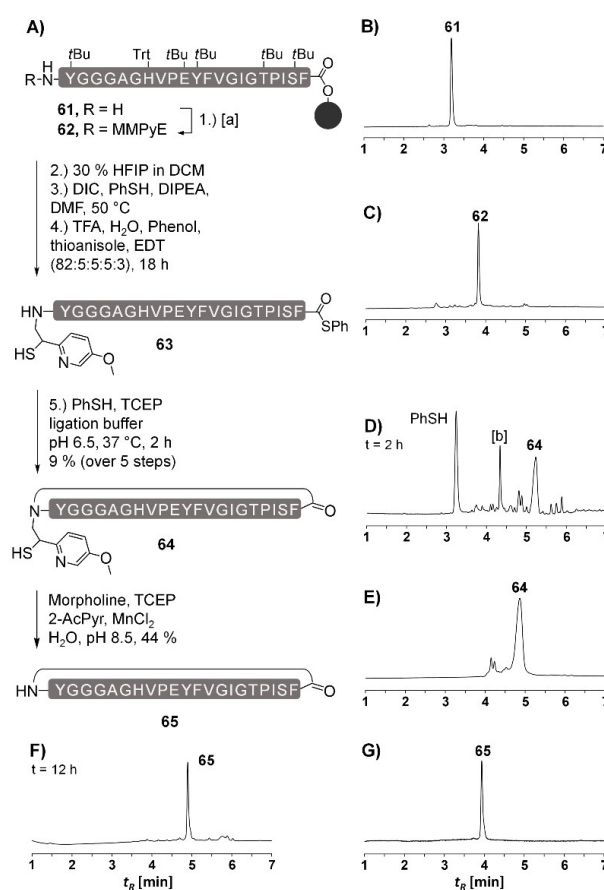 A)
tBu Trt tBu tBu tBu tBu
H
R-N YGGGAGHVPEYFVGIGTPISF O
O
61, R = H
62, R = MMPyE 1.) [a]
2.) 30 % HFIP in DCM
3.) DIC, PhSH, DIPEA,
DMF, 50 °C
4.) TFA, H2O, Phenol,
thioanisole, EDT
(82:5:5:5:3), 18 h
HN YGGGAGHVPEYFVGIGTPISF O
SPh
HS
N O
63
5.) PhSH, TCEP
ligation buffer
pH 6.5, 37 °C, 2 h
9 % (over 5 steps)
N YGGGAGHVPEYFVGIGTPISF O
HS
N O
64
Morpholine, TCEP
2-AcPyr, MnCl2
H2O, pH 8.5, 44 %
HN YGGGAGHVPEYFVGIGTPISF O
65
B)
61
1 2 3 4 5 6 7
C)
62
1 2 3 4 5 6 7
D)
t = 2 h
PhSH
[b]
64
1 2 3 4 5 6 7
E)
64
1 2 3 4 5 6 7
F)
t = 12 h
65
1 2 3 4 5 6 7
tR [min]
G)
65
1 2 3 4 5 6 7
tR [min]